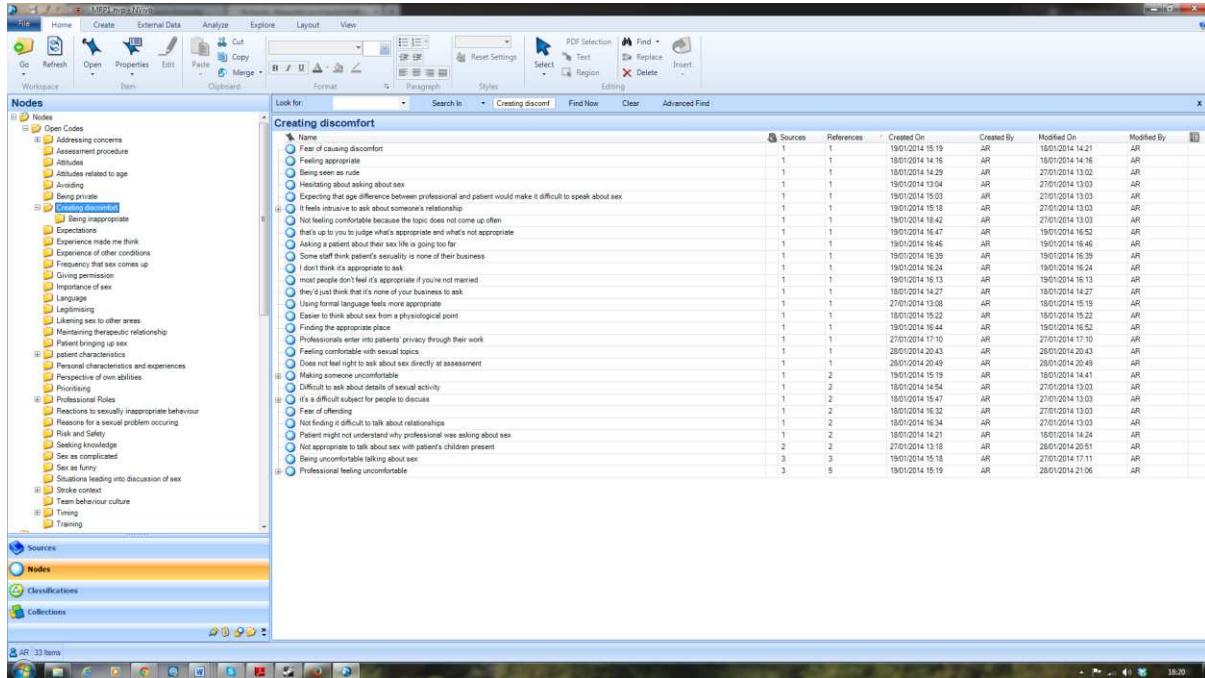 MRP1.nvp - NVivo
File Home Create External Data Analyze Explore Layout View
Go Refresh Open Properties Edit Paste Cut Copy Merge
B I U A
Reset Settings
Select PDF Selection Text Region
Find Replace Delete Insert
Workspace Item Clipboard Format Paragraph Styles Editing
Nodes
Look for: Search In Creating discomf Find Now Clear Advanced Find x
Nodes
Open Codes
Addressing concerns
Assessment procedure
Attitudes
Attitudes related to age
Avoiding
Being private
Creating discomfort
Being inappropriate
Expectations
Experience made me think
Experience of other conditions
Frequency that sex comes up
Giving permission
Importance of sex
Language
Legitimising
Likening sex to other areas
Maintaining therapeutic relationship
Patient bringing up sex
patient characteristics
Personal characteristics and experiences
Perspective of own abilities
Prioritising
Professional Roles
Reactions to sexually inappropriate behaviour
Reasons for a sexual problem occuring
Risk and Safety
Seeking knowledge
Sex as complicated
Sex as funny
Situations leading into discussion of sex
Stroke context
Team behaviour culture
Timing
Training
Sources
Nodes
Classifications
Collections
Creating discomfort
Name Sources References Created On Created By Modified On Modified By
Fear of causing discomfort 1 1 19/01/2014 15:19 AR 18/01/2014 14:21 AR
Feeling appropriate 1 1 18/01/2014 14:16 AR 18/01/2014 14:16 AR
Being seen as rude 1 1 18/01/2014 14:29 AR 27/01/2014 13:02 AR
Hesitating about asking about sex 1 1 19/01/2014 13:04 AR 27/01/2014 13:03 AR
Expecting that age difference between professional and patient would make it difficult to speak about sex 1 1 19/01/2014 15:03 AR 27/01/2014 13:03 AR
It feels intrusive to ask about someone's relationship 1 1 19/01/2014 15:18 AR 27/01/2014 13:03 AR
Not feeling comfortable because the topic does not come up often 1 1 19/01/2014 18:42 AR 27/01/2014 13:03 AR
that's up to you to judge what's appropriate and what's not appropriate 1 1 19/01/2014 16:47 AR 19/01/2014 16:52 AR
Asking a patient about their sex life is going too far 1 1 19/01/2014 16:46 AR 19/01/2014 16:46 AR
Some staff think patient's sexuality is none of their business 1 1 19/01/2014 16:39 AR 19/01/2014 16:39 AR
I don't think it's appropriate to ask 1 1 19/01/2014 16:24 AR 19/01/2014 16:24 AR
most people don't feel it's appropriate if you're not married 1 1 19/01/2014 16:13 AR 19/01/2014 16:13 AR
they'd just think that it's none of your business to ask 1 1 18/01/2014 14:27 AR 18/01/2014 14:27 AR
Using formal language feels more appropriate 1 1 27/01/2014 13:08 AR 18/01/2014 15:19 AR
Easier to think about sex from a physiological point 1 1 18/01/2014 15:22 AR 18/01/2014 15:22 AR
Finding the appropriate place 1 1 19/01/2014 16:44 AR 19/01/2014 16:52 AR
Professionals enter into patients' privacy through their work 1 1 27/01/2014 17:10 AR 27/01/2014 17:10 AR
Feeling comfortable with sexual topics 1 1 28/01/2014 20:43 AR 28/01/2014 20:43 AR
Does not feel right to ask about sex directly at assessment 1 1 28/01/2014 20:49 AR 28/01/2014 20:49 AR
Making someone uncomfortable 1 2 19/01/2014 15:19 AR 18/01/2014 14:41 AR
Difficult to ask about details of sexual activity 1 2 18/01/2014 14:54 AR 27/01/2014 13:03 AR
it's a difficult subject for people to discuss 1 2 18/01/2014 15:47 AR 27/01/2014 13:03 AR
Fear of offending 1 2 18/01/2014 16:32 AR 27/01/2014 13:03 AR
Not finding it difficult to talk about relationships 1 2 18/01/2014 16:34 AR 27/01/2014 13:03 AR
Patient might not understand why professional was asking about sex 1 2 18/01/2014 14:21 AR 18/01/2014 14:24 AR
Not appropriate to talk about sex with patient's children present 2 2 27/01/2014 13:18 AR 28/01/2014 20:51 AR
Being uncomfortable talking about sex 3 3 19/01/2014 15:18 AR 27/01/2014 17:11 AR
Professional feeling uncomfortable 3 5 19/01/2014 15:19 AR 28/01/2014 21:06 AR
AR 33 Items
18:20